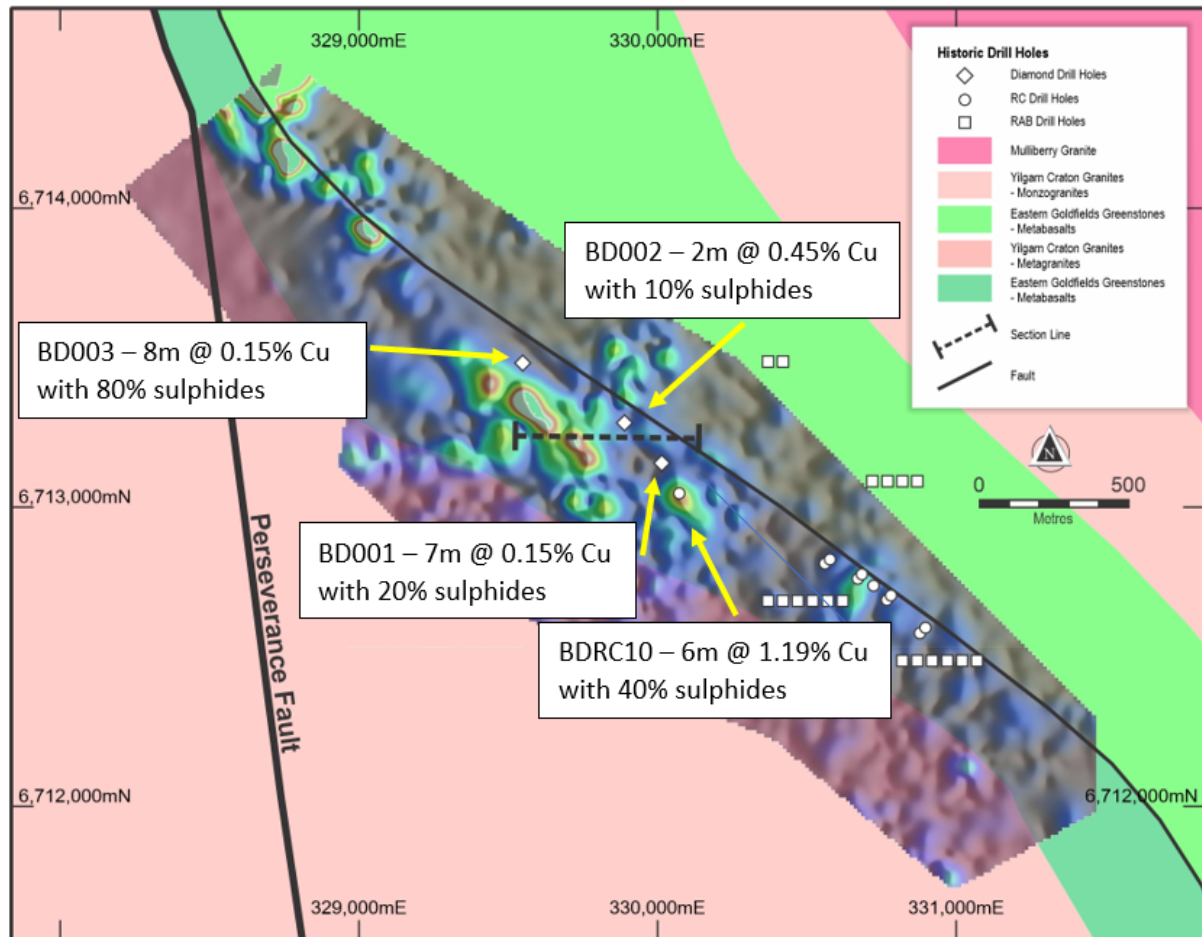 329,000mE
330,000mE
Historic Drill Holes
Diamond Drill Holes
RC Drill Holes
RAB Drill Holes
Mulliberry Granite
Yilgarn Craton Granites
- Monzogranites
Eastern Goldfields Greenstones
- Metabasalts
Yilgarn Craton Granites
- Metagranites
Eastern Goldfields Greenstones
- Metabasalts
Section Line
Fault
6,714,000mN
BD002 – 2m @ 0.45% Cu
with 10% sulphides
BD003 – 8m @ 0.15% Cu
with 80% sulphides
N
0
500
Metres
6,713,000mN
Perseverance Fault
BD001 – 7m @ 0.15% Cu
with 20% sulphides
BDRC10 – 6m @ 1.19% Cu
with 40% sulphides
6,712,000mN
6,712,000mN
329,000mE
330,000mE
331,000mE